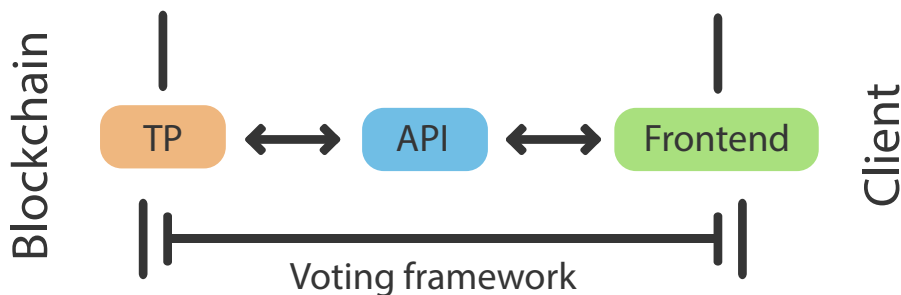 Blockchain
TP
API
Frontend
Client
Voting framework